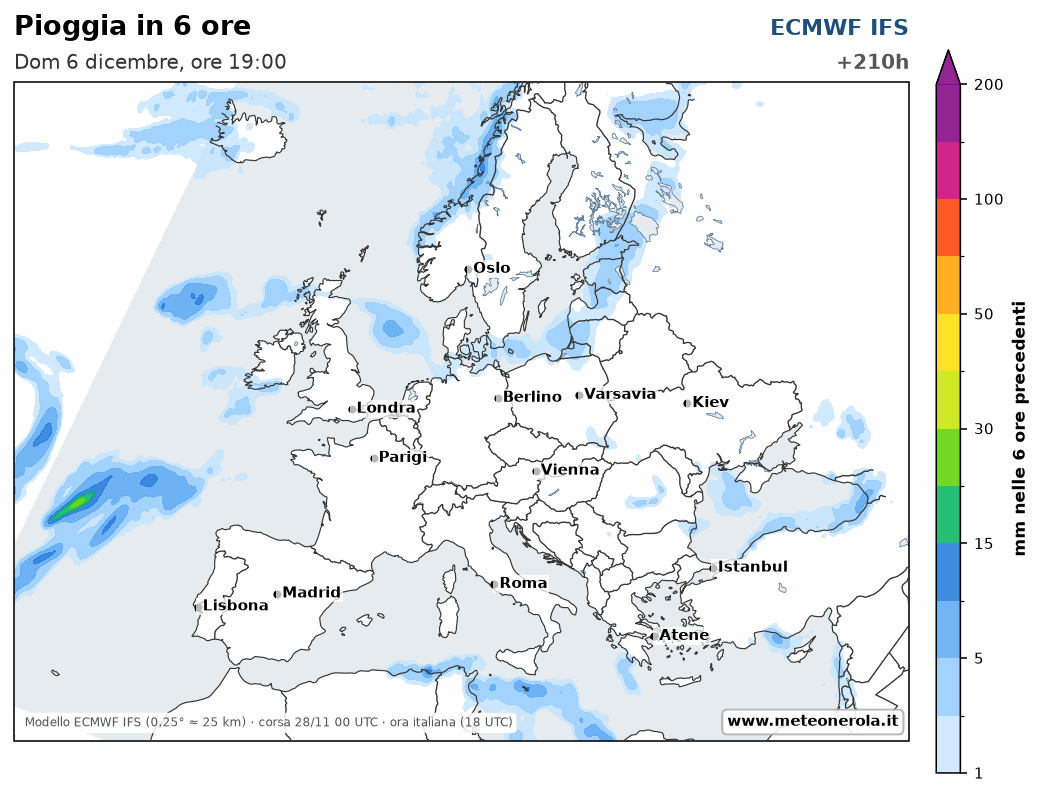 Pioggia in 6 ore
ECMWF IFS
Dom 6 dicembre, ore 19:00
+210h
200
100
50
30
15
5
1
mm nelle 6 ore precedenti
Oslo
Berlino
Varsavia
Kiev
Londra
Parigi
Vienna
Istanbul
Roma
Madrid
Lisbona
Atene
Modello ECMWF IFS (0,25° ≈ 25 km) · corsa 28/11 00 UTC · ora italiana (18 UTC)
www.meteonerola.it